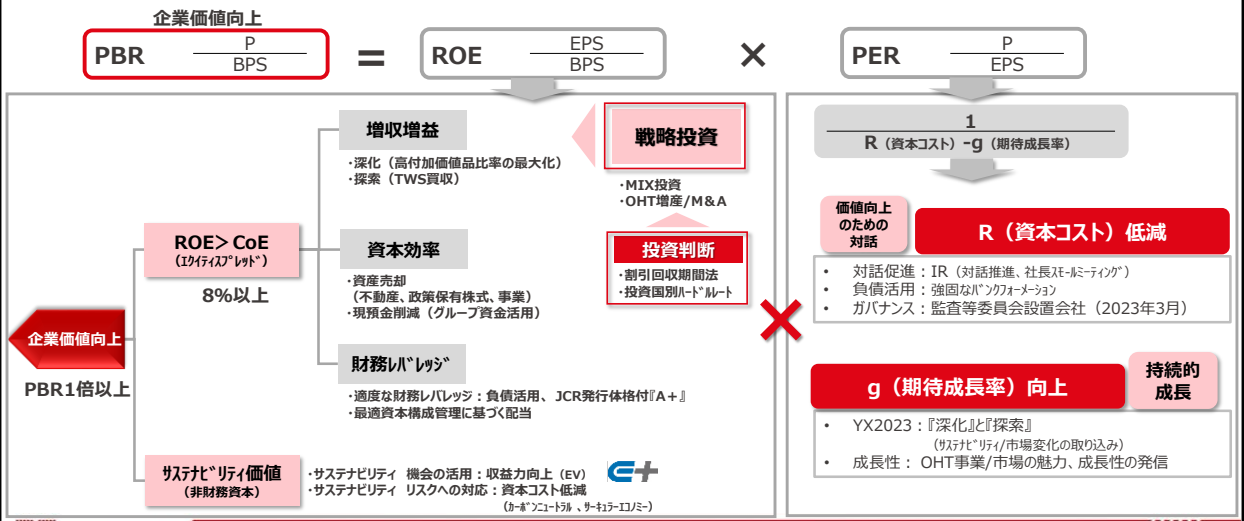 企業価値向上
PBR P
BPS
=
ROE EPS
BPS
×
PER P
EPS
増収増益
・深化（高付加価値品比率の最大化）
・探索（TWS買収）
戦略投資
・MIX投資
・OHT増産/M&A
投資判断
・割引回収期間法
・投資国別ﾊｰﾄﾞﾙﾚｰﾄ
ROE＞CoE
（ｴｸｲﾃｨｽﾌﾟﾚｯﾄﾞ）
8%以上
資本効率
・資産売却
（不動産、政策保有株式、事業）
・現預金削減（グループ資金活用）
企業価値向上
PBR1倍以上
財務ﾚﾊﾞﾚｯｼﾞ
・適度な財務レバレッジ：負債活用、JCR発行体格付『A＋』
・最適資本構成管理に基づく配当
ｻｽﾃﾅﾋﾞﾘﾃｨ価値
（非財務資本）
・サステナビリティ 機会の活用：収益力向上（EV）
・サステナビリティ リスクへの対応：資本コスト低減
（ｶｰﾎﾞﾝﾆｭｰﾄﾗﾙ、ｻｰｷｭﾗｰｴｺﾉﾐｰ）
e+
×
1
R（資本コスト）-g（期待成長率）
価値向上
のための
対話
R（資本コスト）低減
• 対話促進：IR（対話推進、社長ｽﾓｰﾙﾐｰﾃｨﾝｸﾞ）
• 負債活用：強固なﾊﾞﾝｸﾌｫｰﾒｰｼｮﾝ
• ガバナンス：監査等委員会設置会社（2023年3月）
g（期待成長率）向上
持続的
成長
• YX2023：『深化』と『探索』
（ｻｽﾃﾅﾋﾞﾘﾃｨ/市場変化の取り込み）
• 成長性： OHT事業/市場の魅力、成長性の発信